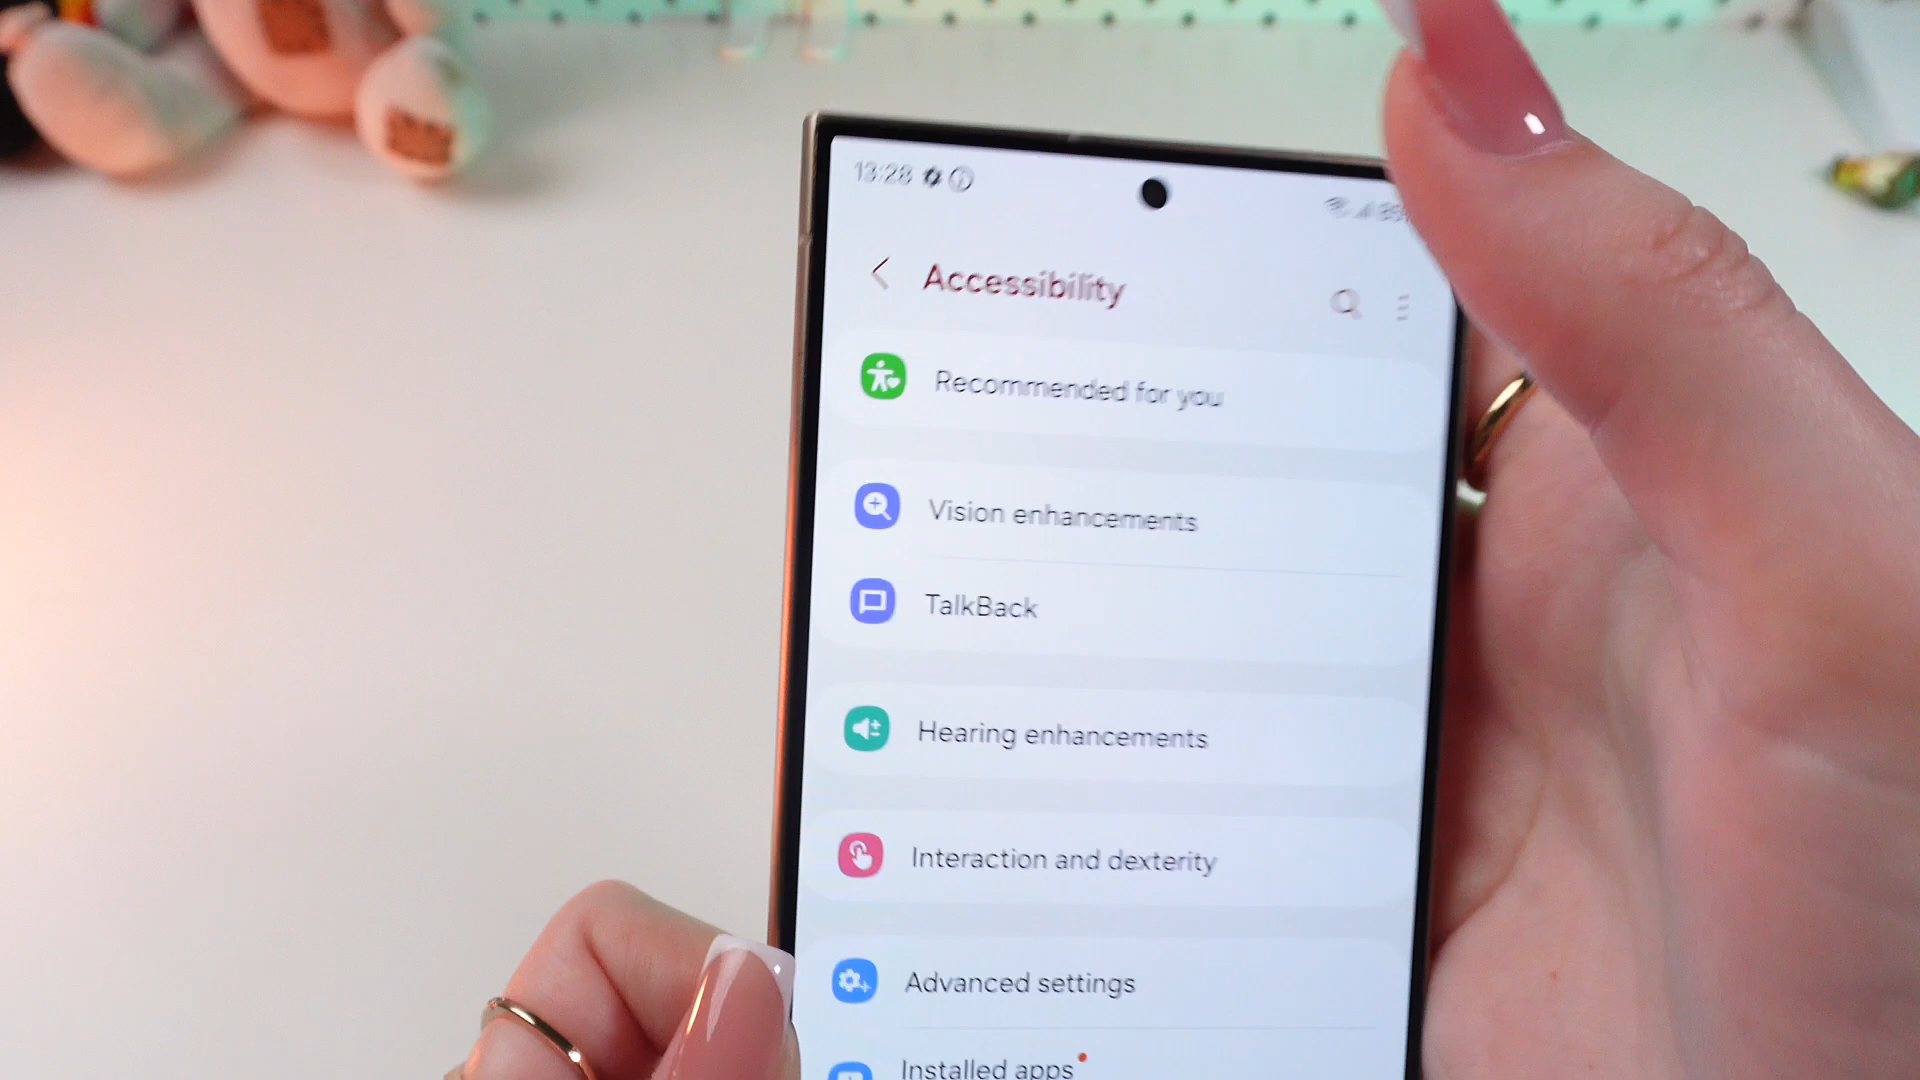 13:28
Accessibility
Recommended for you
Vision enhancements
TalkBack
Hearing enhancements
Interaction and dexterity
Advanced settings
Installed apps